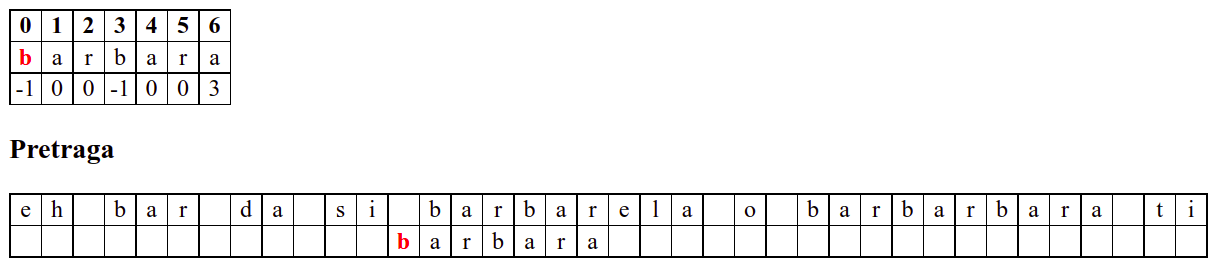 0 1 2 3 4 5 6
b a r b a r a
-1 0 0 -1 0 0 3
Pretraga
e h b a r d a s i b a r b a r e l a o b a r b a r b a r a t i
b a r b a r a